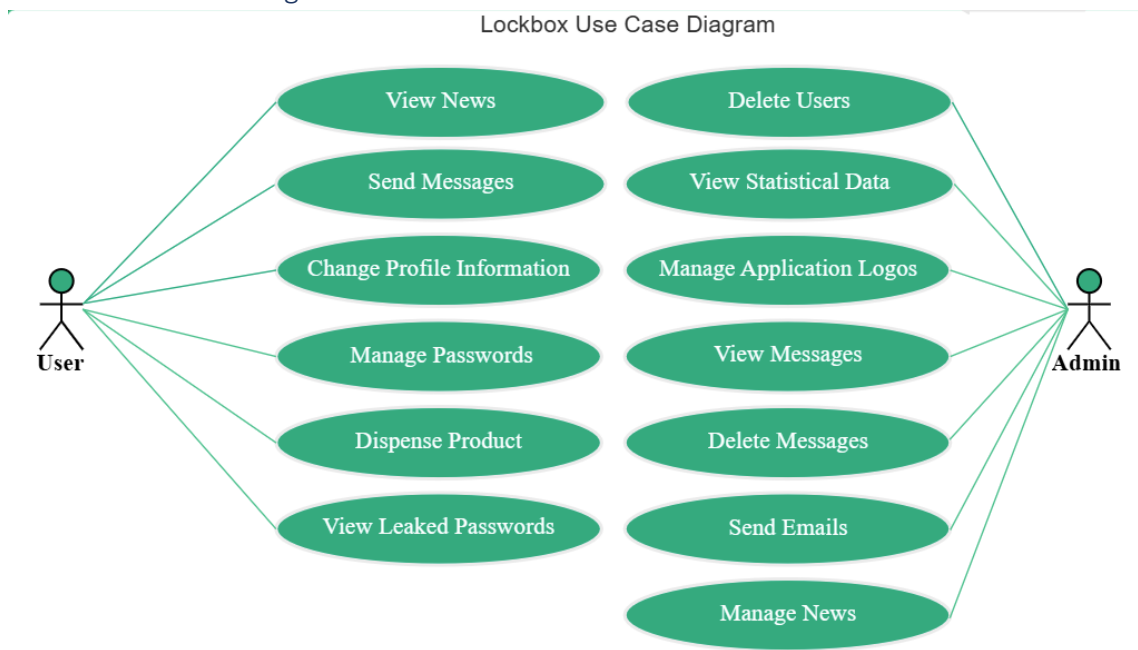 Lockbox Use Case Diagram
View News
Delete Users
Send Messages
View Statistical Data
Change Profile Information
Manage Application Logos
Manage Passwords
View Messages
User
Admin
Dispense Product
Delete Messages
View Leaked Passwords
Send Emails
Manage News